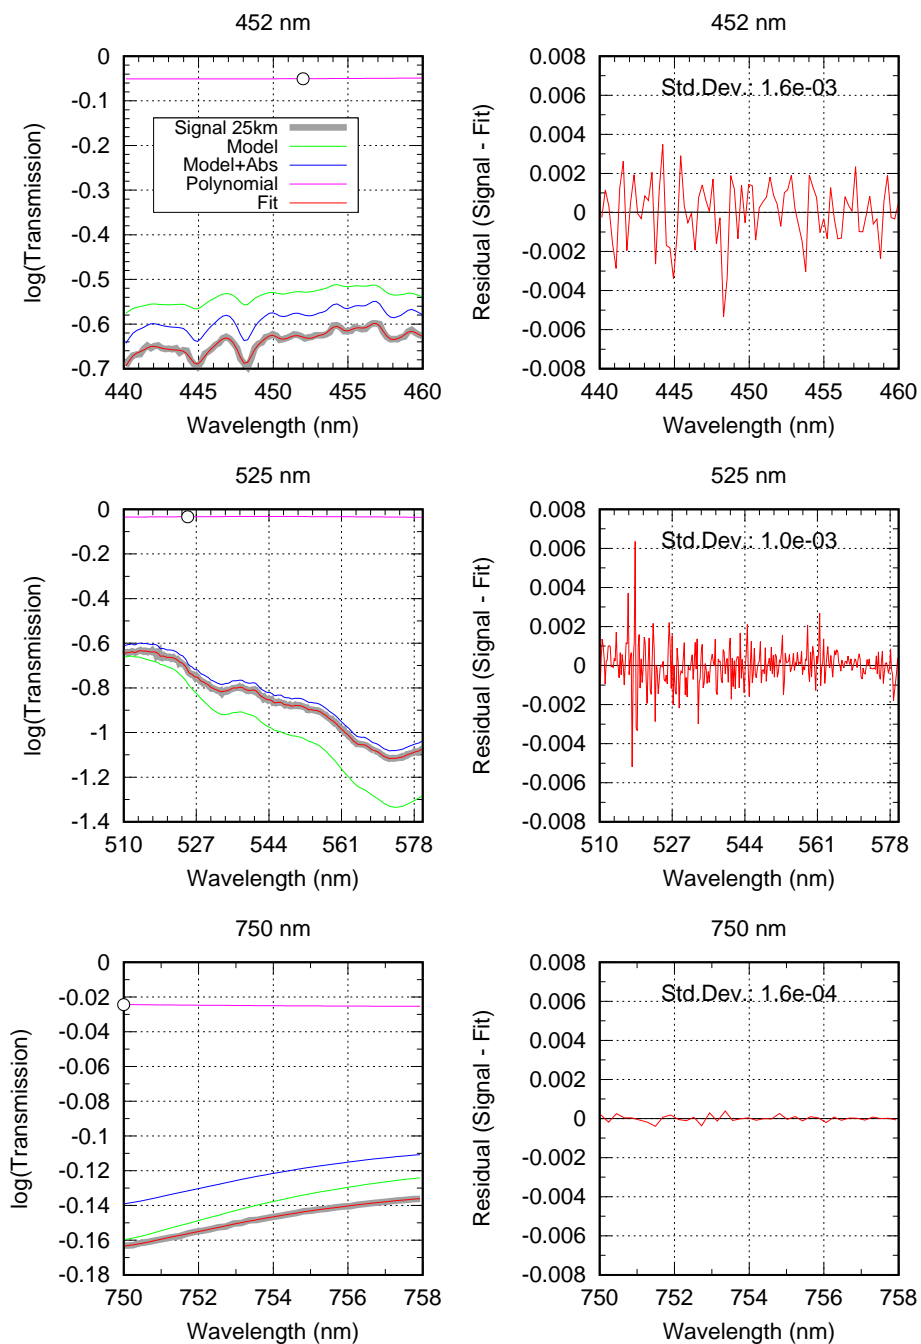 452 nm
log(Transmission)
0
-0.1
-0.2
-0.3
-0.4
-0.5
-0.6
-0.7
Signal 25km
Model
Model+Abs
Polynomial
Fit
440 445 450 455 460
Wavelength (nm)
Residual (Signal - Fit)
0.008
0.006
0.004
0.002
0
-0.002
-0.004
-0.006
-0.008
452 nm
Std.Dev.: 1.6e-03
440 445 450 455 460
Wavelength (nm)
525 nm
log(Transmission)
0
-0.2
-0.4
-0.6
-0.8
-1
-1.2
-1.4
510 527 544 561 578
Wavelength (nm)
525 nm
Residual (Signal - Fit)
0.008
0.006
0.004
0.002
0
-0.002
-0.004
-0.006
-0.008
Std.Dev.: 1.0e-03
510 527 544 561 578
Wavelength (nm)
750 nm
log(Transmission)
0
-0.02
-0.04
-0.06
-0.08
-0.1
-0.12
-0.14
-0.16
-0.18
750 752 754 756 758
Wavelength (nm)
750 nm
Residual (Signal - Fit)
0.008
0.006
0.004
0.002
0
-0.002
-0.004
-0.006
-0.008
Std.Dev.: 1.6e-04
750 752 754 756 758
Wavelength (nm)